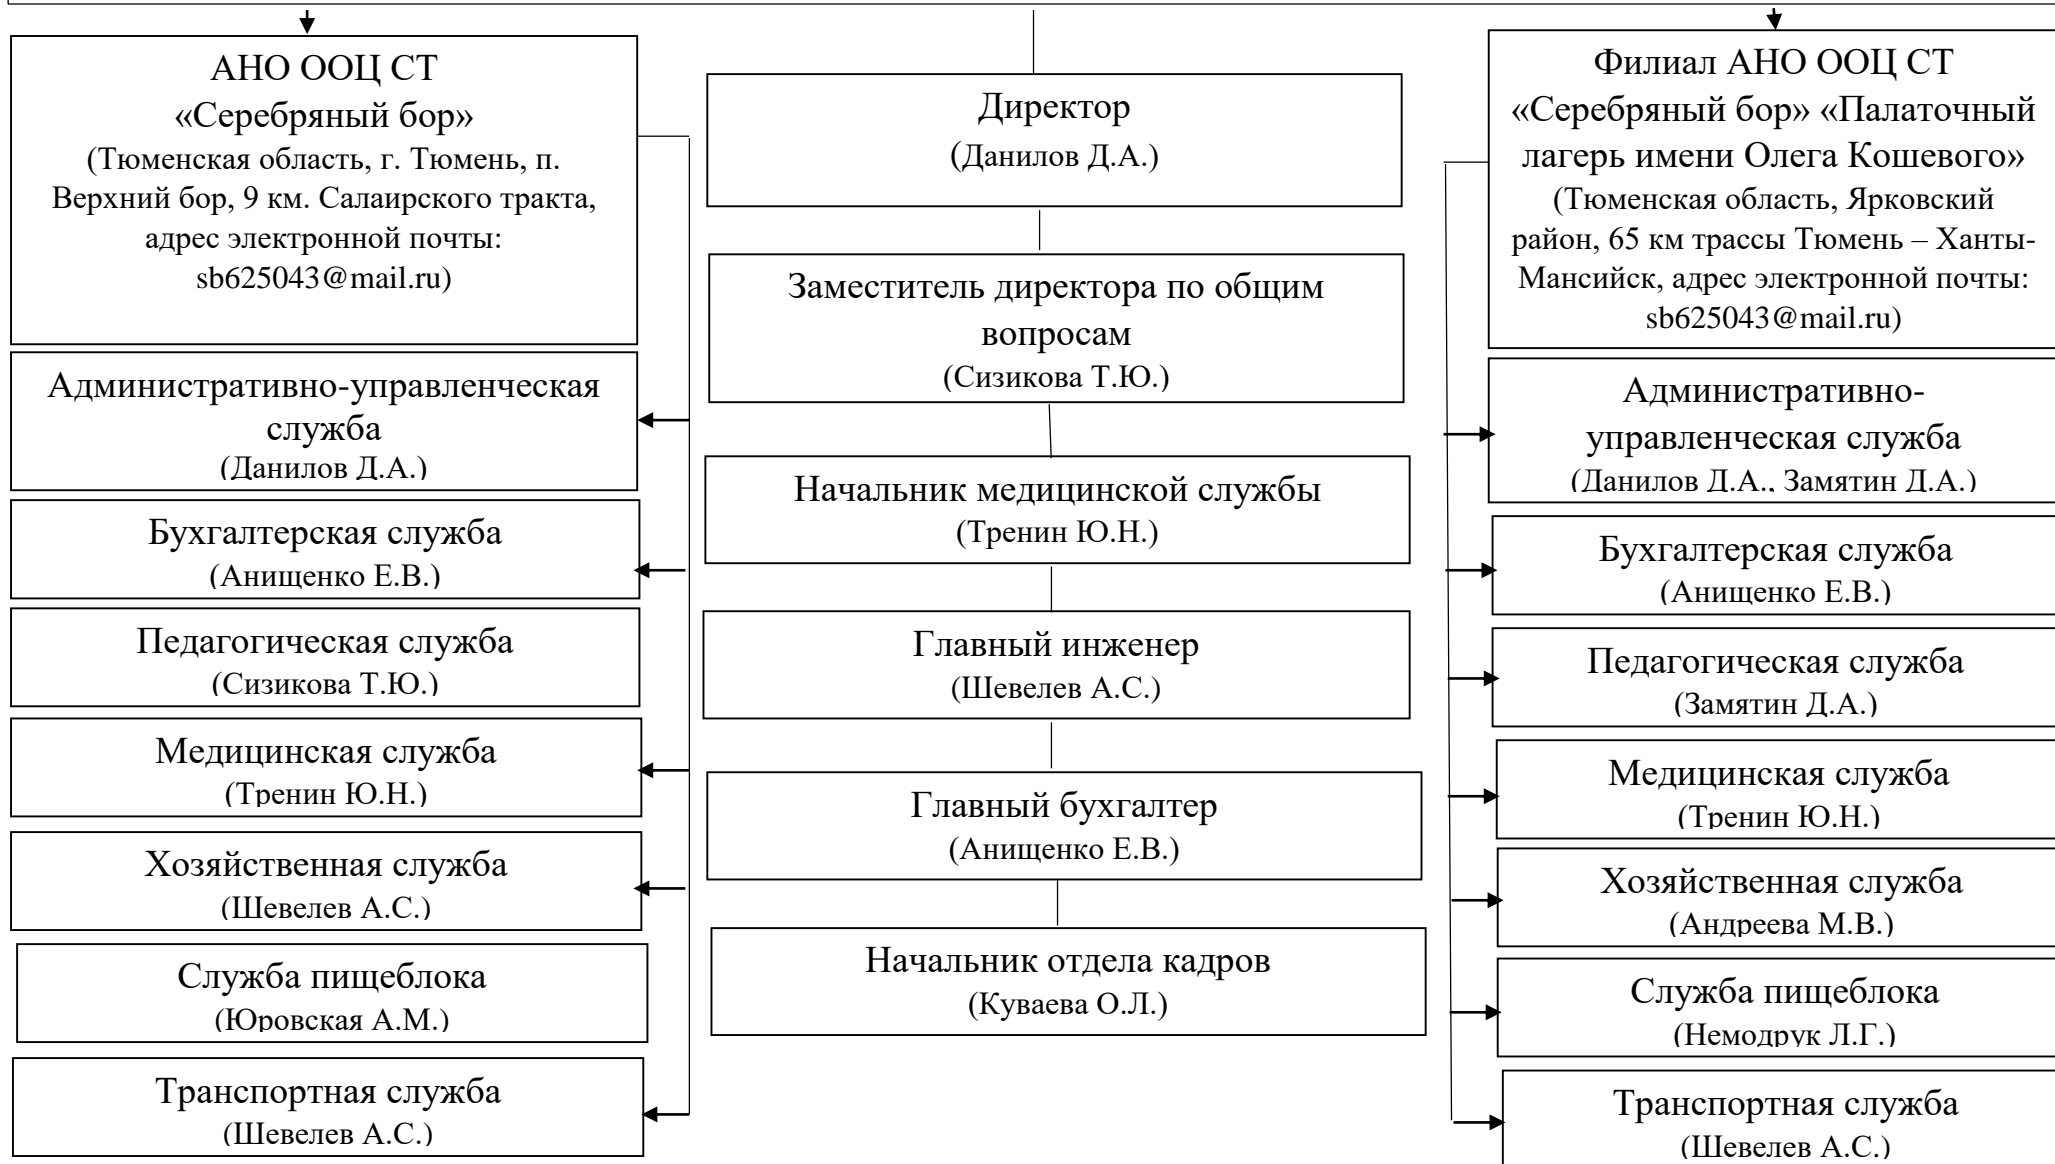 АНО ООЦ СТ
«Серебряный бор»
(Тюменская область, г. Тюмень, п.
Верхний бор, 9 км. Салаирского тракта,
адрес электронной почты:
sb625043@mail.ru)
Административно-управленческая
служба
(Данилов Д.А.)
Бухгалтерская служба
(Анищенко Е.В.)
Педагогическая служба
(Сизикова Т.Ю.)
Медицинская служба
(Тренин Ю.Н.)
Хозяйственная служба
(Шевелев А.С.)
Служба пищеблока
(Юровская А.М.)
Транспортная служба
(Шевелев А.С.)
Директор
(Данилов Д.А.)
Заместитель директора по общим
вопросам
(Сизикова Т.Ю.)
Начальник медицинской службы
(Тренин Ю.Н.)
Главный инженер
(Шевелев А.С.)
Главный бухгалтер
(Анищенко Е.В.)
Начальник отдела кадров
(Куваева О.Л.)
Филиал АНО ООЦ СТ
«Серебряный бор» «Палаточный
лагерь имени Олега Кошевого»
(Тюменская область, Ярковский
район, 65 км трассы Тюмень – Ханты-
Мансийск, адрес электронной почты:
sb625043@mail.ru)
Административно-
управленческая служба
(Данилов Д.А., Замятин Д.А.)
Бухгалтерская служба
(Анищенко Е.В.)
Педагогическая служба
(Замятин Д.А.)
Медицинская служба
(Тренин Ю.Н.)
Хозяйственная служба
(Андреева М.В.)
Служба пищеблока
(Немодрук Л.Г.)
Транспортная служба
(Шевелев А.С.)